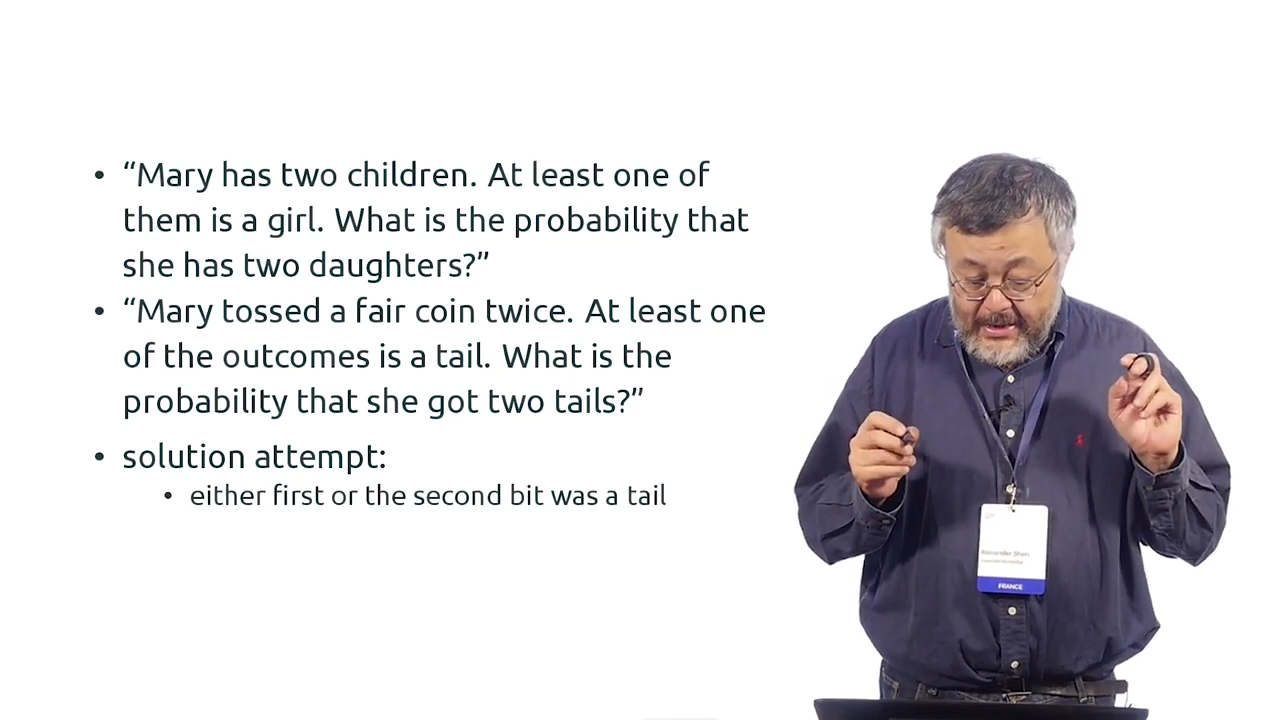 “Mary has two children. At least one of
them is a girl. What is the probability that
she has two daughters?”
“Mary tossed a fair coin twice. At least one
of the outcomes is a tail. What is the
probability that she got two tails?”
solution attempt:
either first or the second bit was a tail
Alexander Shen
FRANCE